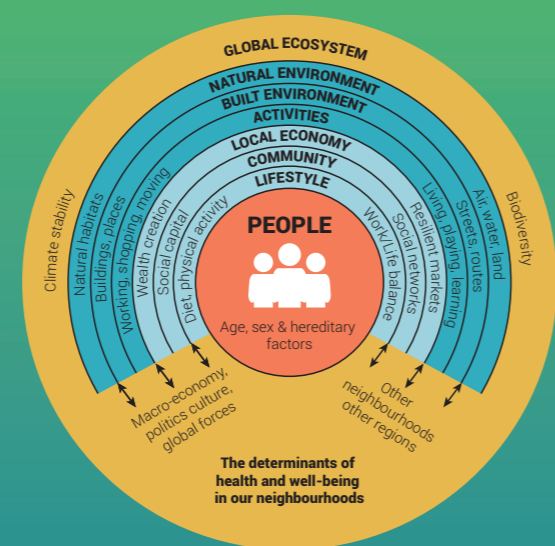 GLOBAL ECOSYSTEM
NATURAL ENVIRONMENT
BUILT ENVIRONMENT
ACTIVITIES
LOCAL ECONOMY
COMMUNITY
LIFESTYLE
PEOPLE
Age, sex & hereditary
factors
Climate stability
Natural habitats
Buildings, places
Working, shopping, moving
Wealth creation
Social capital
Diet, physical activity
Work/Life balance
Social networks
Resilient markets
Living, playing, learning
Streets, routes
Air, water, land
Biodiversity
Macro-economy,
politics culture,
global forces
Other
neighbourhoods
other regions
The determinants of
health and well-being
in our neighbourhoods